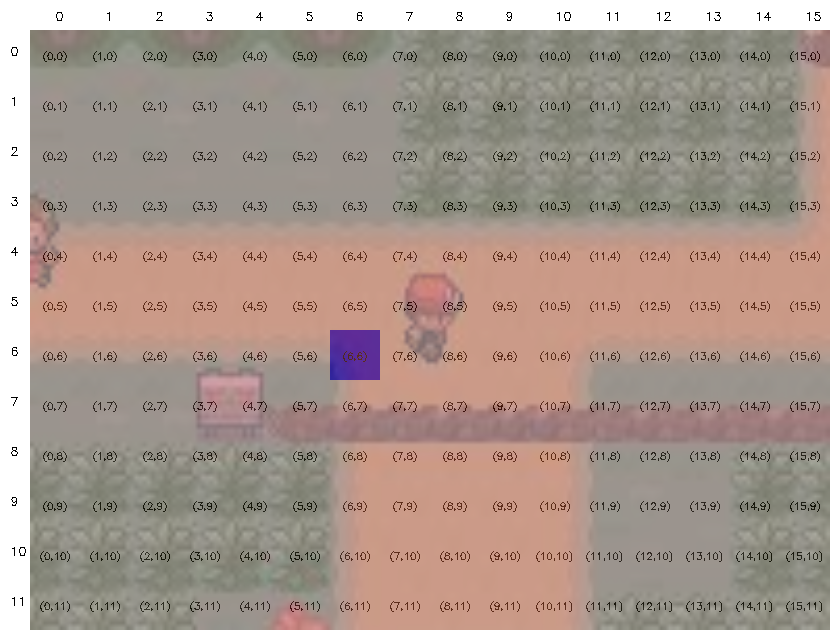 0 1 2 3 4 5 6 7 8 9 10 11 12 13 14 15
0 (0,0) (1,0) (2,0) (3,0) (4,0) (5,0) (6,0) (7,0) (8,0) (9,0) (10,0) (11,0) (12,0) (13,0) (14,0) (15,0)
1 (0,1) (1,1) (2,1) (3,1) (4,1) (5,1) (6,1) (7,1) (8,1) (9,1) (10,1) (11,1) (12,1) (13,1) (14,1) (15,1)
2 (0,2) (1,2) (2,2) (3,2) (4,2) (5,2) (6,2) (7,2) (8,2) (9,2) (10,2) (11,2) (12,2) (13,2) (14,2) (15,2)
3 (0,3) (1,3) (2,3) (3,3) (4,3) (5,3) (6,3) (7,3) (8,3) (9,3) (10,3) (11,3) (12,3) (13,3) (14,3) (15,3)
4 (0,4) (1,4) (2,4) (3,4) (4,4) (5,4) (6,4) (7,4) (8,4) (9,4) (10,4) (11,4) (12,4) (13,4) (14,4) (15,4)
5 (0,5) (1,5) (2,5) (3,5) (4,5) (5,5) (6,5) (7,5) (8,5) (9,5) (10,5) (11,5) (12,5) (13,5) (14,5) (15,5)
6 (0,6) (1,6) (2,6) (3,6) (4,6) (5,6) (6,6) (7,6) (8,6) (9,6) (10,6) (11,6) (12,6) (13,6) (14,6) (15,6)
7 (0,7) (1,7) (2,7) (3,7) (4,7) (5,7) (6,7) (7,7) (8,7) (9,7) (10,7) (11,7) (12,7) (13,7) (14,7) (15,7)
8 (0,8) (1,8) (2,8) (3,8) (4,8) (5,8) (6,8) (7,8) (8,8) (9,8) (10,8) (11,8) (12,8) (13,8) (14,8) (15,8)
9 (0,9) (1,9) (2,9) (3,9) (4,9) (5,9) (6,9) (7,9) (8,9) (9,9) (10,9) (11,9) (12,9) (13,9) (14,9) (15,9)
10 (0,10) (1,10) (2,10) (3,10) (4,10) (5,10) (6,10) (7,10) (8,10) (9,10) (10,10) (11,10) (12,10) (13,10) (14,10) (15,10)
11 (0,11) (1,11) (2,11) (3,11) (4,11) (5,11) (6,11) (7,11) (8,11) (9,11) (10,11) (11,11) (12,11) (13,11) (14,11) (15,11)